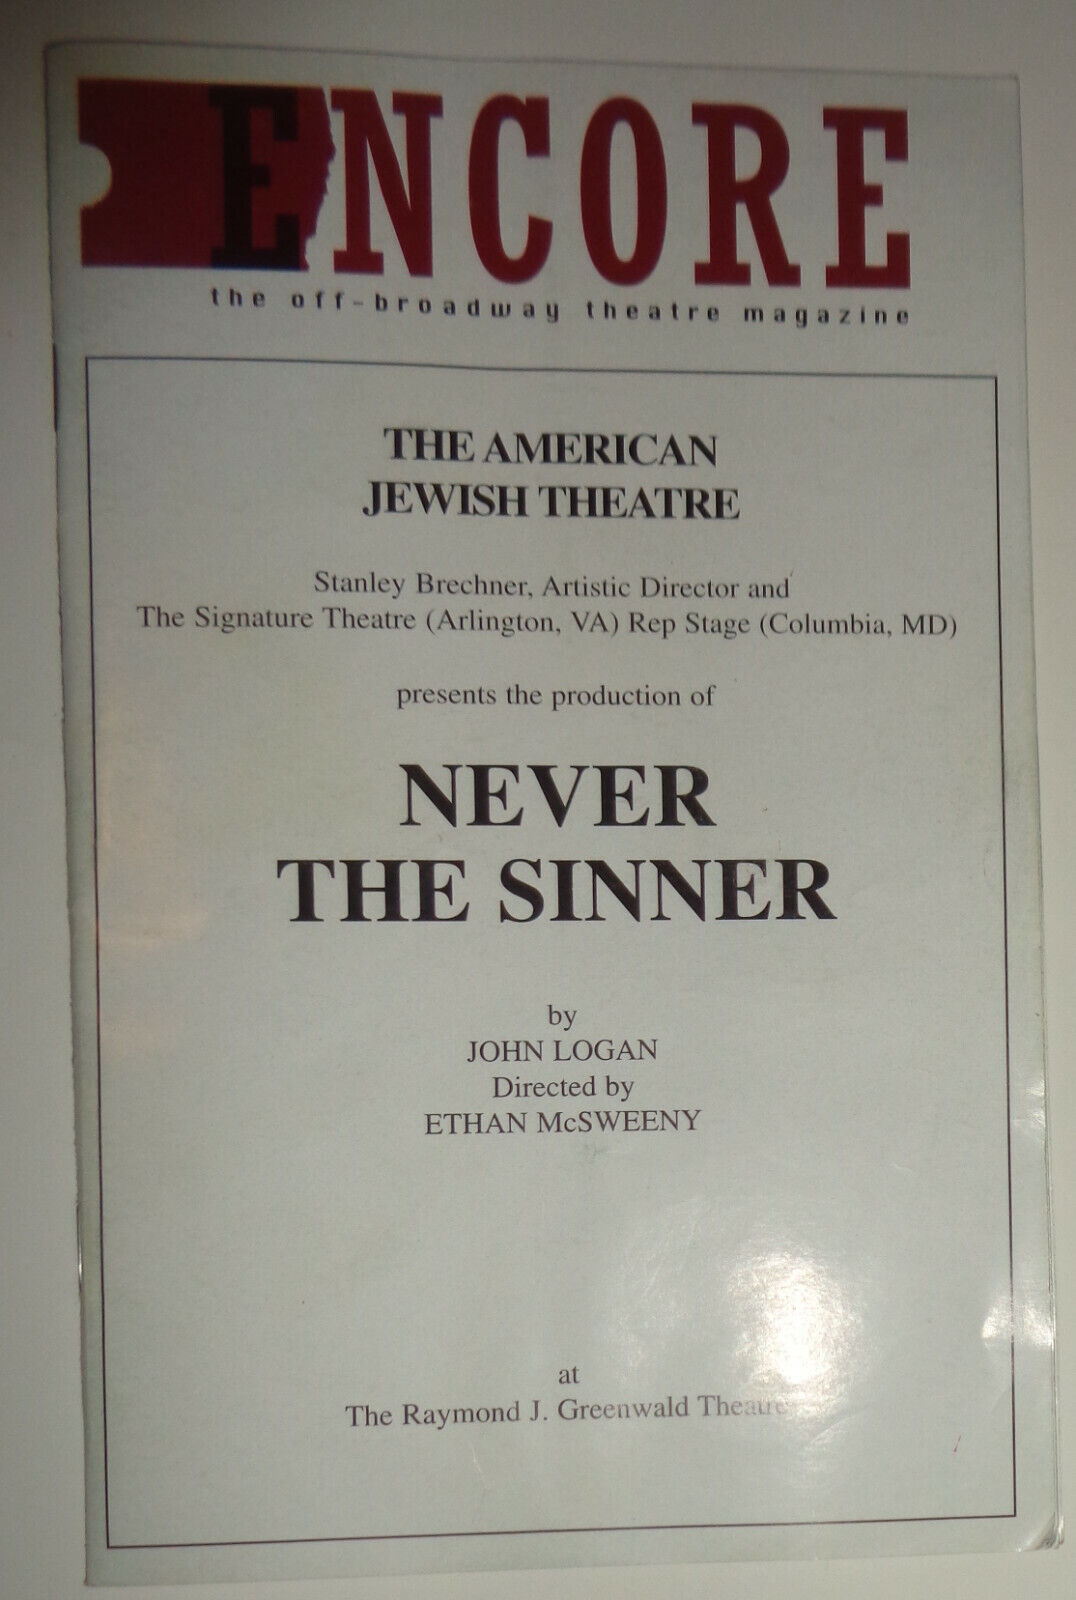 ENCORE
the off-broadway theatre magazine
THE AMERICAN
JEWISH THEATRE
Stanley Brechner, Artistic Director and
The Signature Theatre (Arlington, VA) Rep Stage (Columbia, MD)
presents the production of
NEVER
THE SINNER
by
JOHN LOGAN
Directed by
ETHAN McSWEENY
at
The Raymond J. Greenwald Theatre